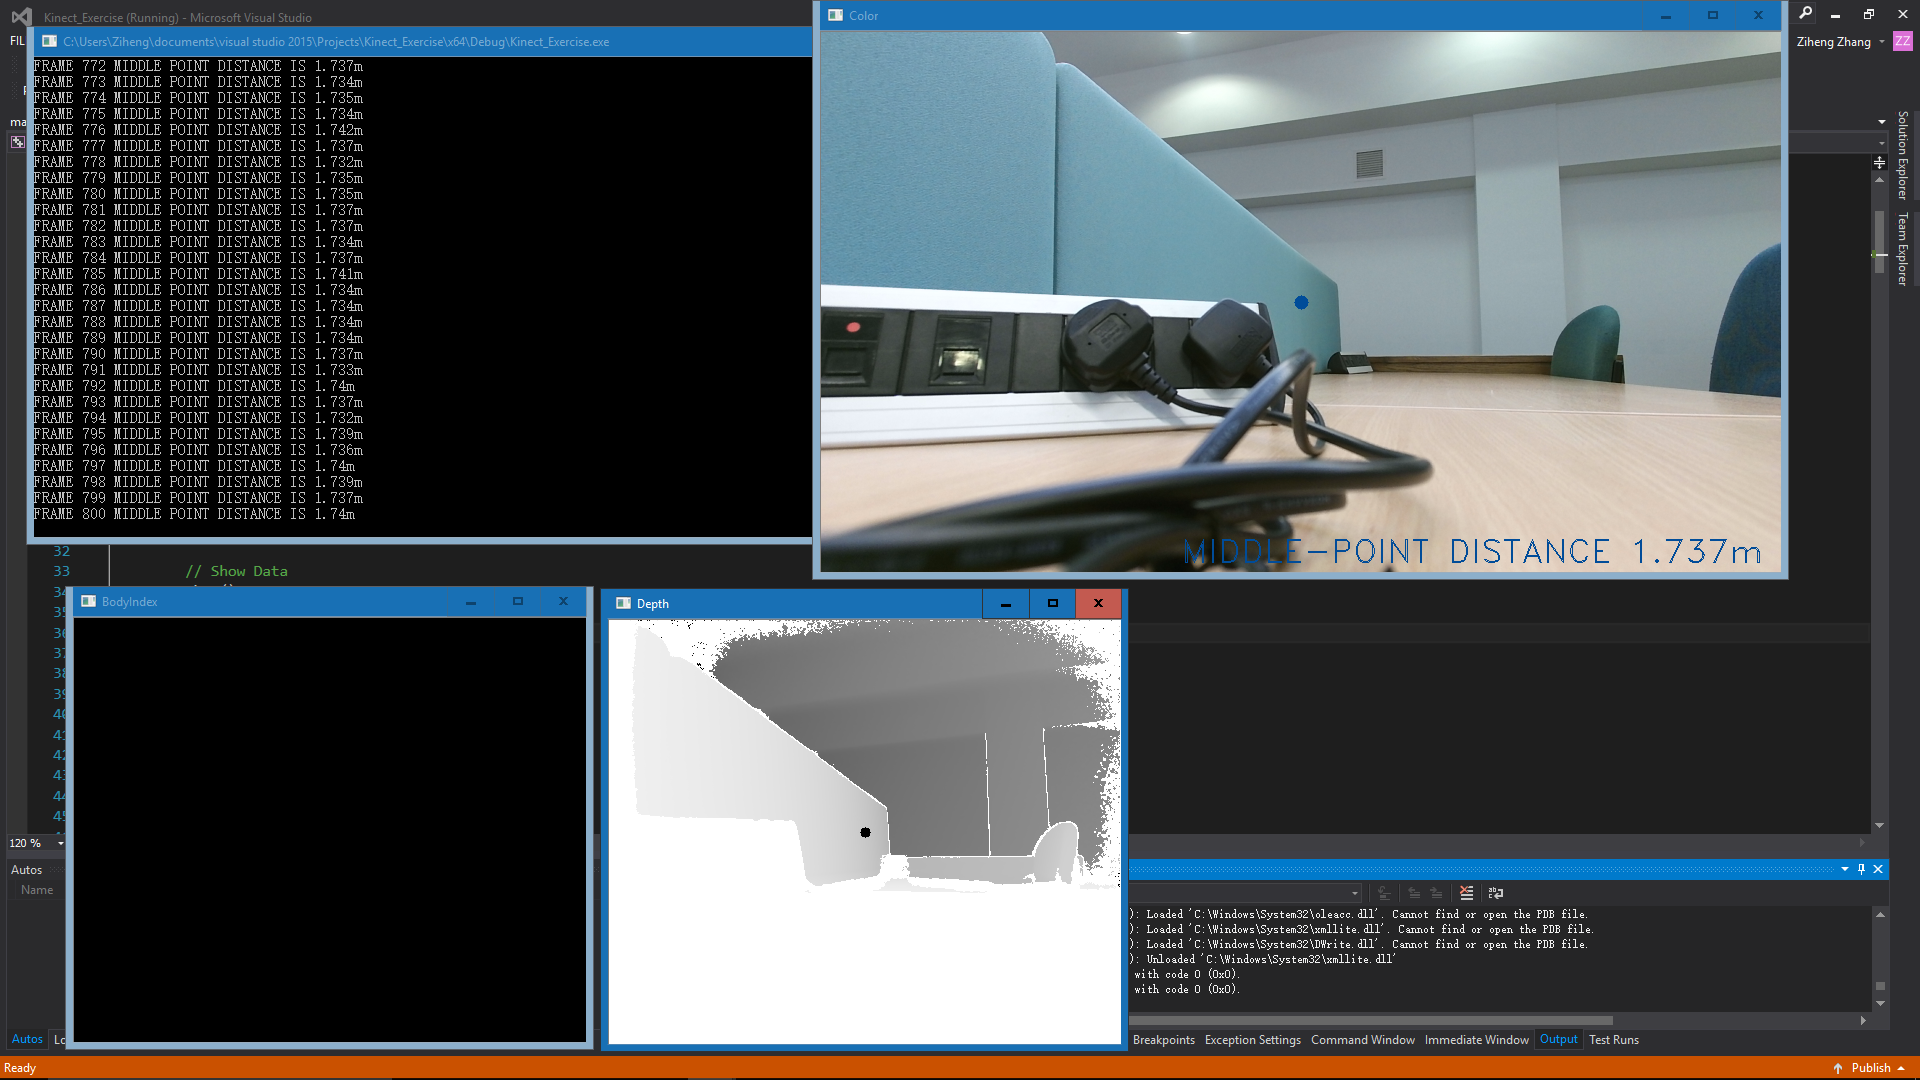 Kinect_Exercise (Running) - Microsoft Visual Studio
FIL
C:\Users\Ziheng\documents\visual studio 2015\Projects\Kinect_Exercise\x64\Debug\Kinect_Exercise.exe
FRAME 772 MIDDLE POINT DISTANCE IS 1.737m
FRAME 773 MIDDLE POINT DISTANCE IS 1.734m
FRAME 774 MIDDLE POINT DISTANCE IS 1.735m
FRAME 775 MIDDLE POINT DISTANCE IS 1.734m
FRAME 776 MIDDLE POINT DISTANCE IS 1.742m
FRAME 777 MIDDLE POINT DISTANCE IS 1.737m
FRAME 778 MIDDLE POINT DISTANCE IS 1.732m
FRAME 779 MIDDLE POINT DISTANCE IS 1.735m
FRAME 780 MIDDLE POINT DISTANCE IS 1.735m
FRAME 781 MIDDLE POINT DISTANCE IS 1.737m
FRAME 782 MIDDLE POINT DISTANCE IS 1.737m
FRAME 783 MIDDLE POINT DISTANCE IS 1.734m
FRAME 784 MIDDLE POINT DISTANCE IS 1.737m
FRAME 785 MIDDLE POINT DISTANCE IS 1.741m
FRAME 786 MIDDLE POINT DISTANCE IS 1.734m
FRAME 787 MIDDLE POINT DISTANCE IS 1.734m
FRAME 788 MIDDLE POINT DISTANCE IS 1.734m
FRAME 789 MIDDLE POINT DISTANCE IS 1.734m
FRAME 790 MIDDLE POINT DISTANCE IS 1.737m
FRAME 791 MIDDLE POINT DISTANCE IS 1.733m
FRAME 792 MIDDLE POINT DISTANCE IS 1.74m
FRAME 793 MIDDLE POINT DISTANCE IS 1.737m
FRAME 794 MIDDLE POINT DISTANCE IS 1.732m
FRAME 795 MIDDLE POINT DISTANCE IS 1.739m
FRAME 796 MIDDLE POINT DISTANCE IS 1.736m
FRAME 797 MIDDLE POINT DISTANCE IS 1.74m
FRAME 798 MIDDLE POINT DISTANCE IS 1.739m
FRAME 799 MIDDLE POINT DISTANCE IS 1.737m
FRAME 800 MIDDLE POINT DISTANCE IS 1.74m
ma
Color
MIDDLE-POINT DISTANCE 1.737m
Ziheng Zhang
ZZ
Solution Explorer
Team Explorer
32
33 // Show Data
34
35
36
37
38
39
40
41
42
43
44
45
120 %
Autos
Name
BodyIndex
Depth
): Loaded 'C:\Windows\System32\oleacc.dll'. Cannot find or open the PDB file.
): Loaded 'C:\Windows\System32\xmllite.dll'. Cannot find or open the PDB file.
): Loaded 'C:\Windows\System32\DWrite.dll'. Cannot find or open the PDB file.
): Unloaded 'C:\Windows\System32\xmllite.dll'
with code 0 (0x0).
with code 0 (0x0).
Autos Lo
Breakpoints Exception Settings Command Window Immediate Window Output Test Runs
Ready
Publish